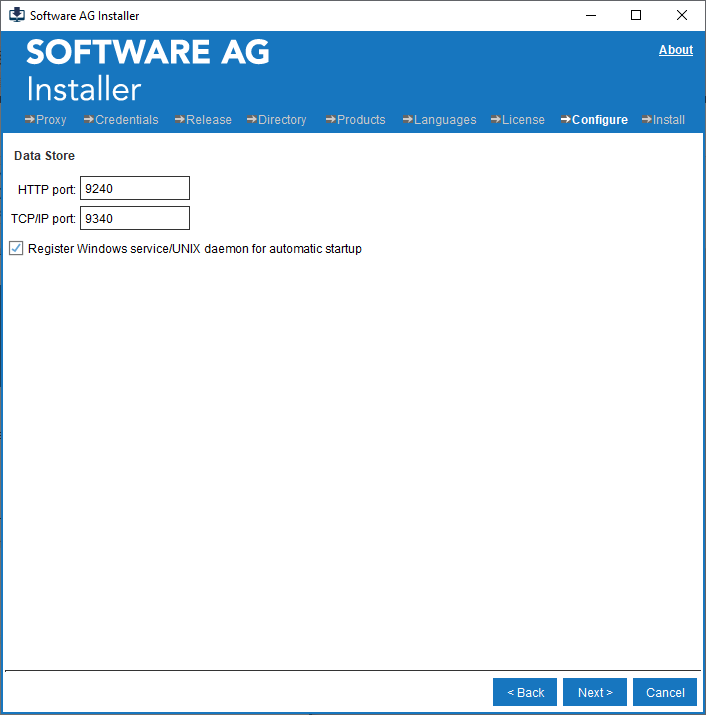 Software AG Installer
SOFTWARE AG
About
Installer
Proxy Credentials Release Directory Products Languages License Configure Install
Data Store
HTTP port: 9240
TCP/IP port: 9340
Register Windows service/UNIX daemon for automatic startup
< Back Next > Cancel